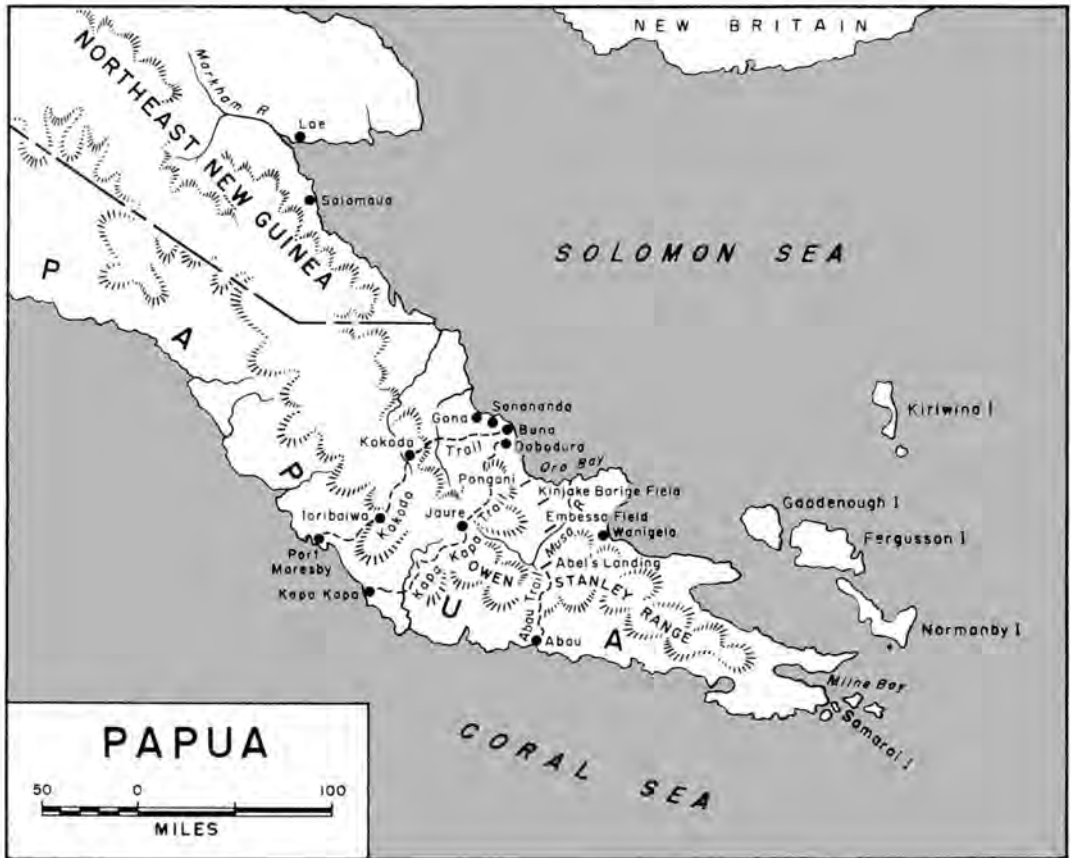 NEW BRITAIN
NORTHEAST NEW GUINEA
Markham R
Lae
Salamaua
SOLOMON SEA
PAPUA
Kiriwina I
Gona
Sanananda
Buna
Dobodura
Kokoda
Kokoda Trail
Oro Bay
Pongani
Kinjake Barige Field
Goodenough I
Ioribaiwa
Jaure
Embessa Field
Wanigela
Fergusson I
Port
Moresby
Musa R
Abel's Landing
Kapa Kapa Trail
OWEN STANLEY RANGE
Kapa Kapa
Abau Trail
Normanby I
Abau
Milne Bay
Samarai I
CORAL SEA
PAPUA
50 0 100
MILES